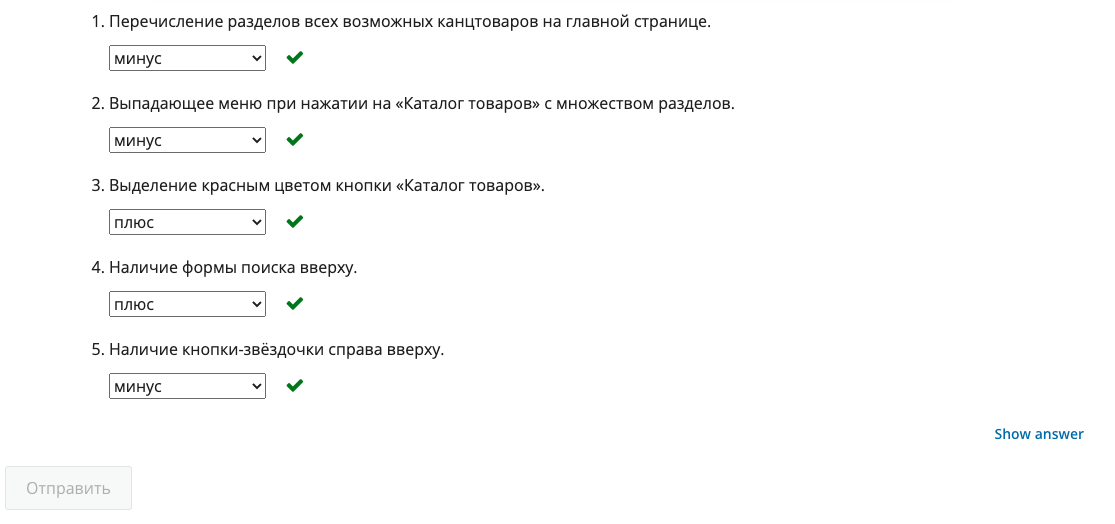 1. Перечисление разделов всех возможных канцтоваров на главной странице.
минус
2. Выпадающее меню при нажатии на «Каталог товаров» с множеством разделов.
минус
3. Выделение красным цветом кнопки «Каталог товаров».
плюс
4. Наличие формы поиска вверху.
плюс
5. Наличие кнопки-звёздочки справа вверху.
минус
Show answer
Отправить